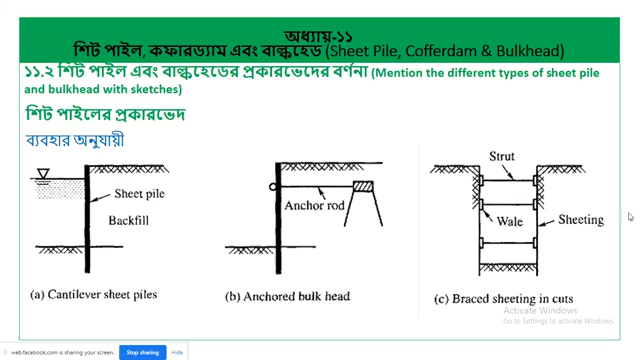 অধ্যায়-১১
শিট পাইল, কফারড্যাম এবং বাল্কহেড (Sheet Pile, Cofferdam & Bulkhead)
১১.২ শিট পাইল এবং বাল্কহেডের প্রকারভেদের বর্ণনা (Mention the different types of sheet pile
and bulkhead with sketches)
শিট পাইলের প্রকারভেদ
ব্যবহার অনুযায়ী
Sheet pile
Backfill
(a) Cantilever sheet piles
Anchor rod
(b) Anchored bulk head
Strut
Wale
Sheeting
(c) Braced sheeting in cuts
Activate Windows
Go to Settings to activate Windows.
web.facebook.com is sharing your screen.
Stop sharing
Hide